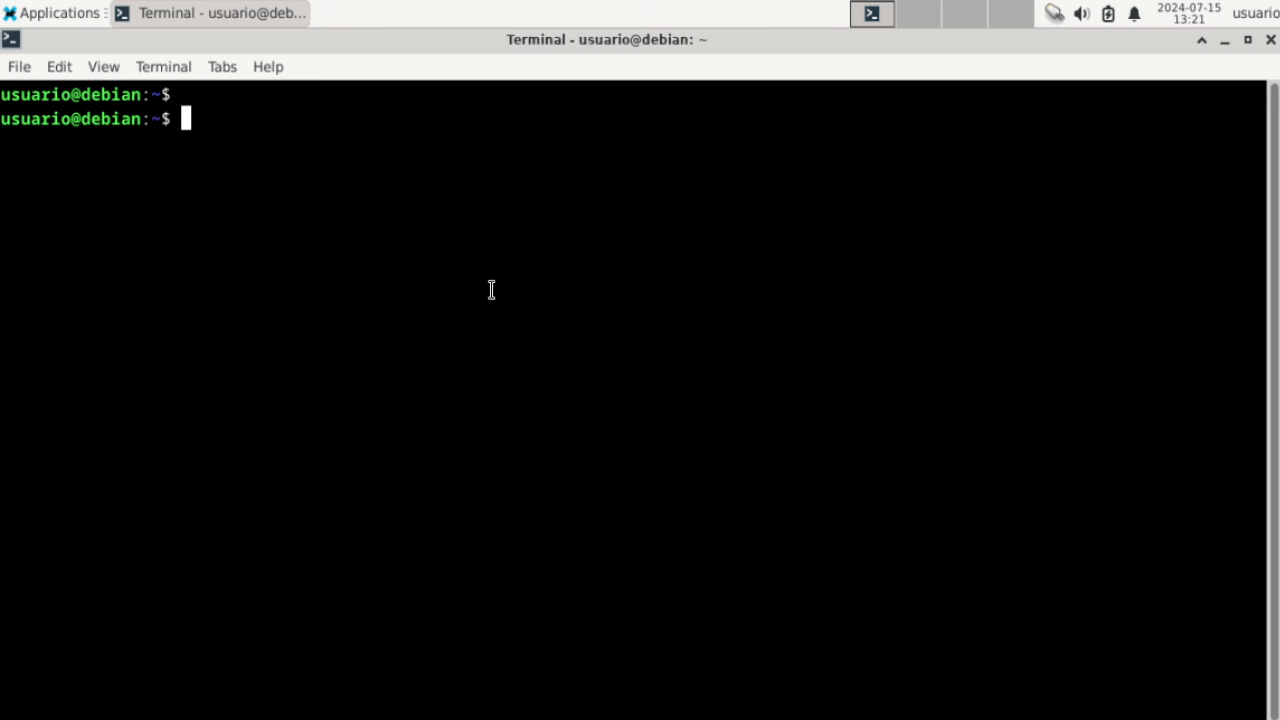 Applications
Terminal - usuario@deb...
2024-07-15
13:21
usuario
Terminal - usuario@debian: ~
File Edit View Terminal Tabs Help
usuario@debian:~$
usuario@debian:~$